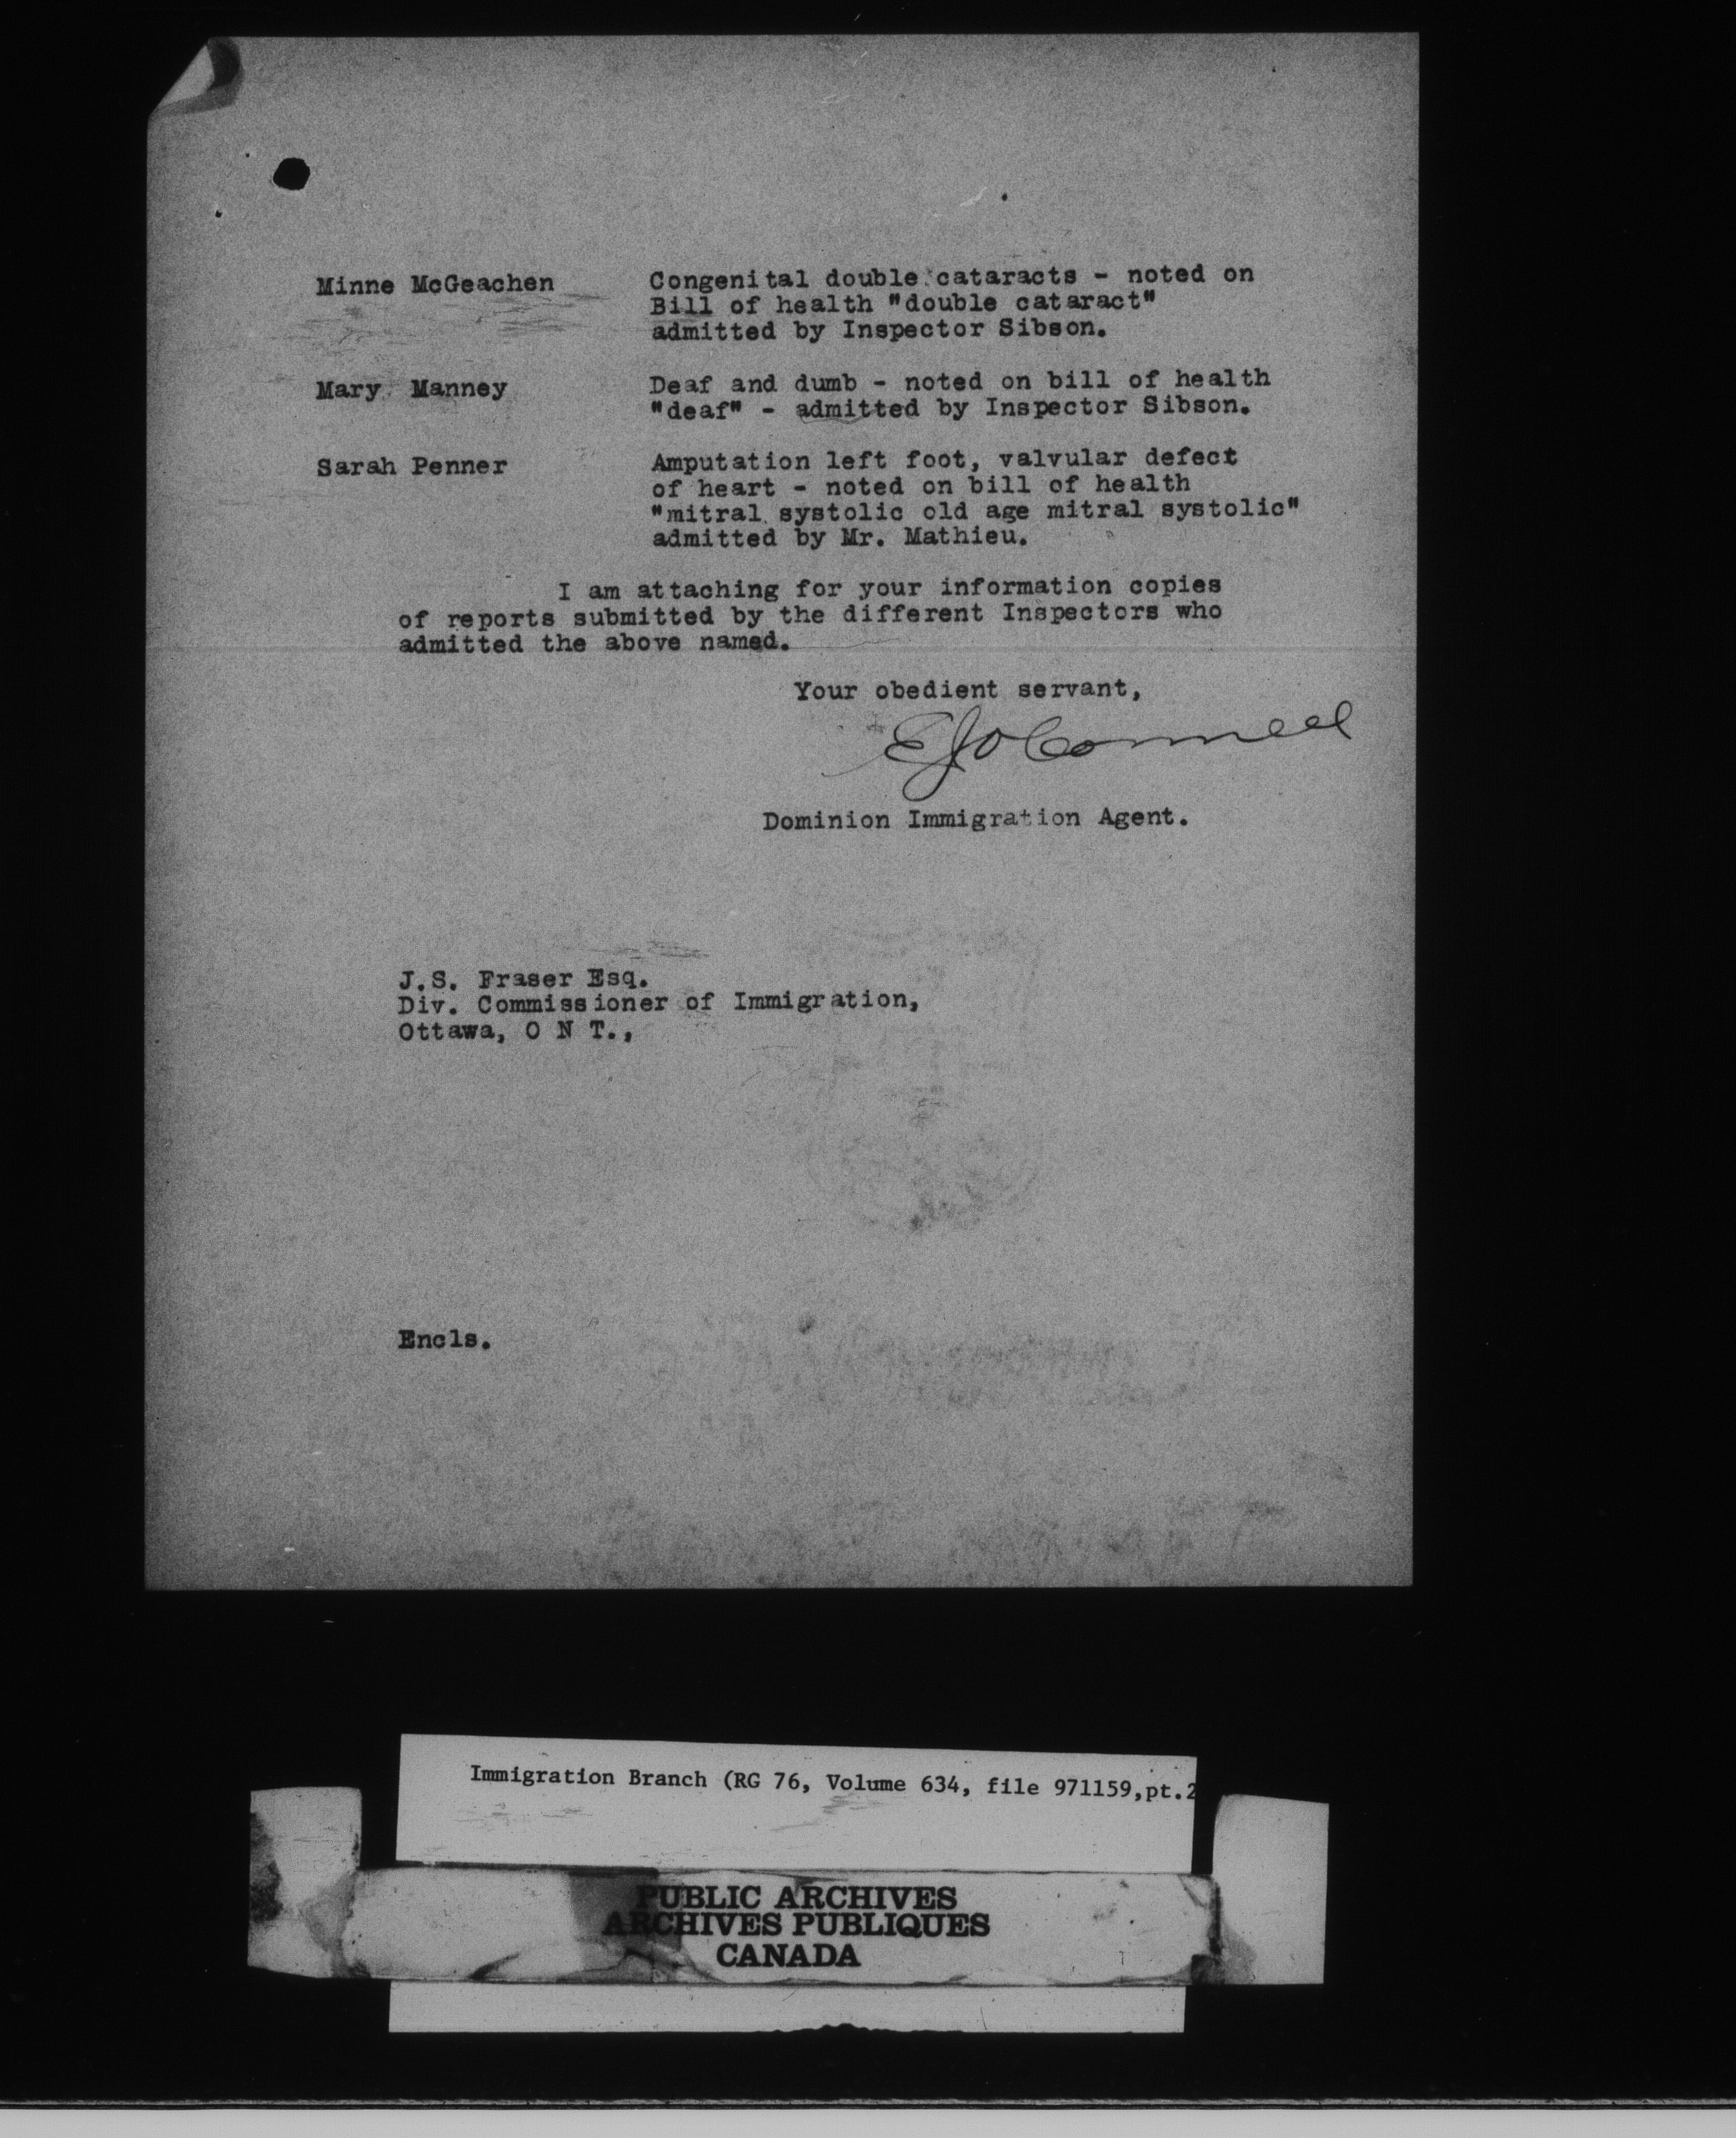 Minne McGeachen Congenital double cataracts - noted on
Bill of health "double cataract"
admitted by Inspector Sibson.
Mary Manney Deaf and dumb - noted on bill of health
"deaf" - admitted by Inspector Sibson.
Sarah Penner Amputation left foot, valvular defect
of heart - noted on bill of health
"mitral systolic old age mitral systolic"
admitted by Mr. Mathieu.
I am attaching for your information copies
of reports submitted by the different Inspectors who
admitted the above named.
Your obedient servant,
EJO'Connell
Dominion Immigration Agent.
J.S. Fraser Esq.
Div. Commissioner of Immigration,
Ottawa, O N T.,
Encls.
Immigration Branch (RG 76, Volume 634, file 971159,pt.2
PUBLIC ARCHIVES
ARCHIVES PUBLIQUES
CANADA